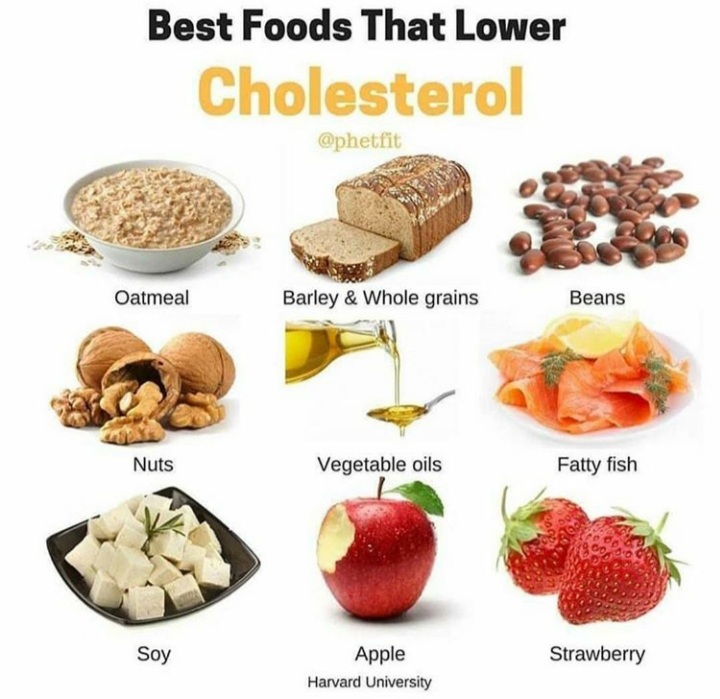 Best Foods That Lower
Cholesterol
@phetfit
Oatmeal
Barley & Whole grains
Beans
Nuts
Vegetable oils
Fatty fish
Soy
Apple
Strawberry
Harvard University